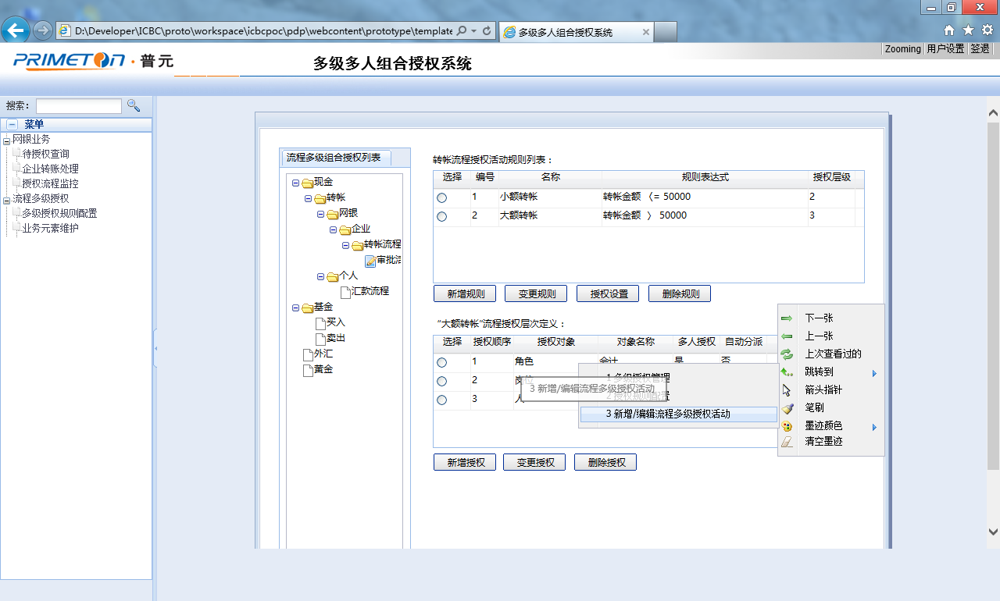 D:\Developer\ICBC\proto\workspace\icbcpoc\pdp\webcontent\prototype\template
多级多人组合授权系统
PRIMETON · 普元
多级多人组合授权系统
Zooming 用户设置 签退
搜索:
菜单
网银业务
待授权查询
企业转账处理
授权流程监控
流程多级授权
多级授权规则配置
业务元素维护
流程多级组合授权列表
现金
转帐
网银
企业
转帐流程
审批活
个人
汇款流程
基金
买入
卖出
外汇
黄金
转帐流程授权活动规则列表：
选择 编号 名称 规则表达式 授权层级
1 小额转帐 转帐金额 〈= 50000 2
2 大额转帐 转帐金额 〉 50000 3
新增规则 变更规则 授权设置 删除规则
“大额转帐”流程授权层次定义：
选择 授权顺序 授权对象 对象名称 多人授权 自动分派
1 角色 会计 是 否
2 岗位
3 人
新增授权 变更授权 删除授权
1 多级授权管理
2 授权规则配置
3 新增/编辑流程多级授权活动
3 新增/编辑流程多级授权活动
下一张
上一张
上次查看过的
跳转到
箭头指针
笔刷
墨迹颜色
清空墨迹